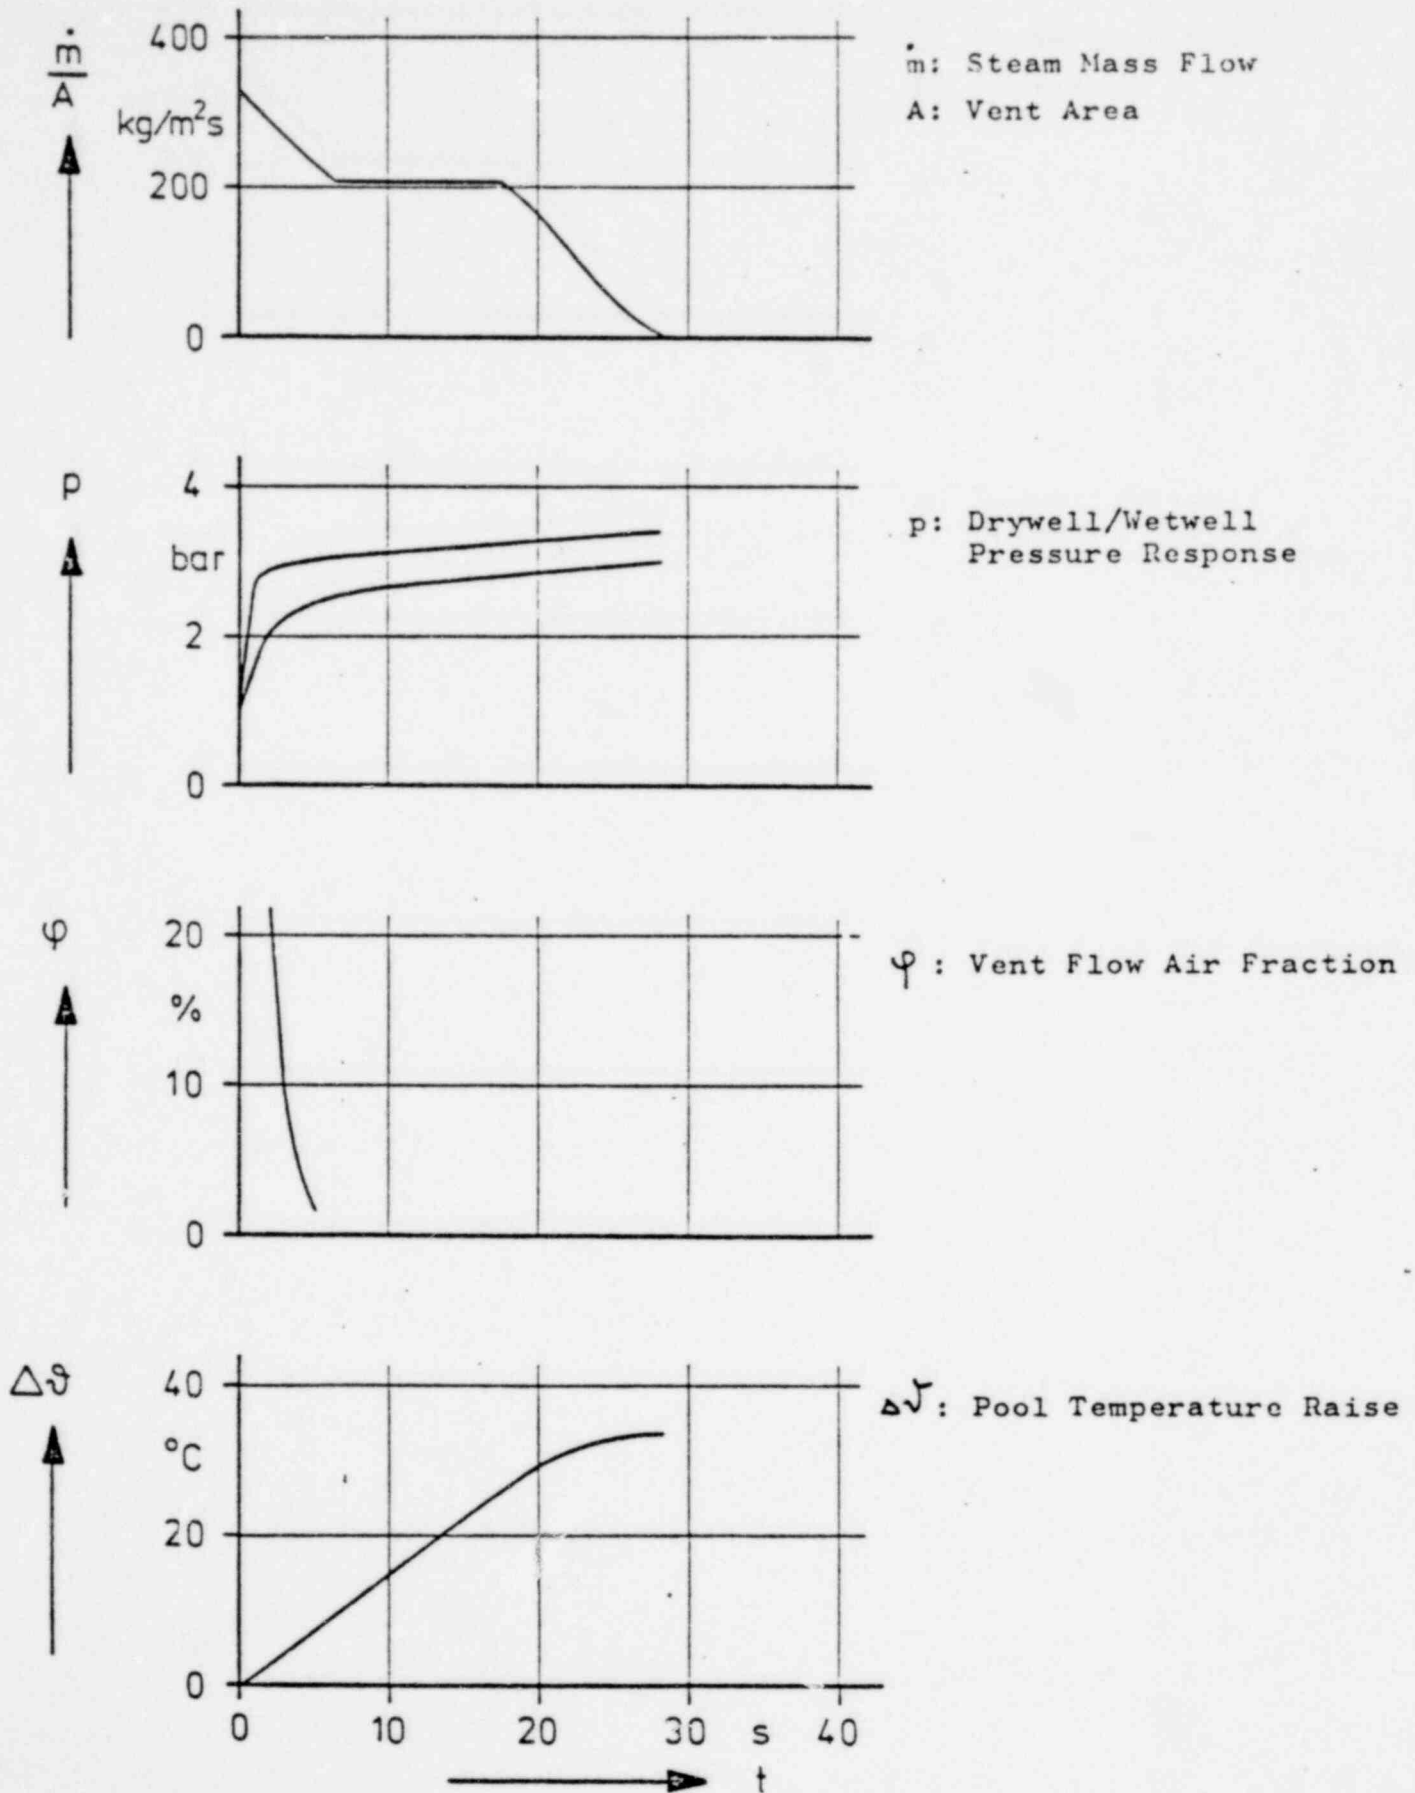 ṁ
A
400
kg/m²s
200
0
ṁ: Steam Mass Flow
A: Vent Area
p
4
bar
2
0
p: Drywell/Wetwell
Pressure Response
φ
20
%
10
0
φ: Vent Flow Air Fraction
Δϑ
40
°C
20
0
Δϑ: Pool Temperature Raise
0 10 20 30 s 40
t